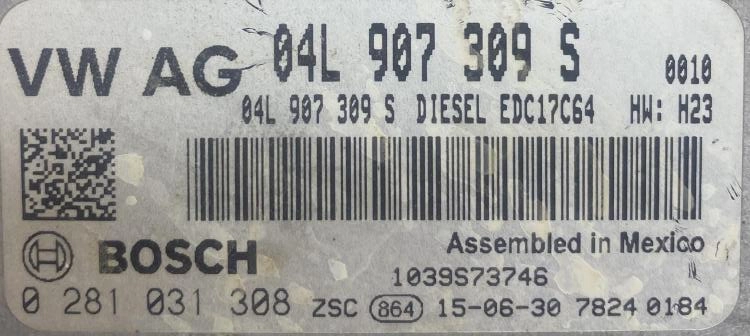 VW AG 04L 907 309 S 0010
04L 907 309 S DIESEL EDC17C64 HW: H23
BOSCH Assembled in Mexico
1039S73746
0 281 031 308 ZSC 864 15-06-30 7824 0184